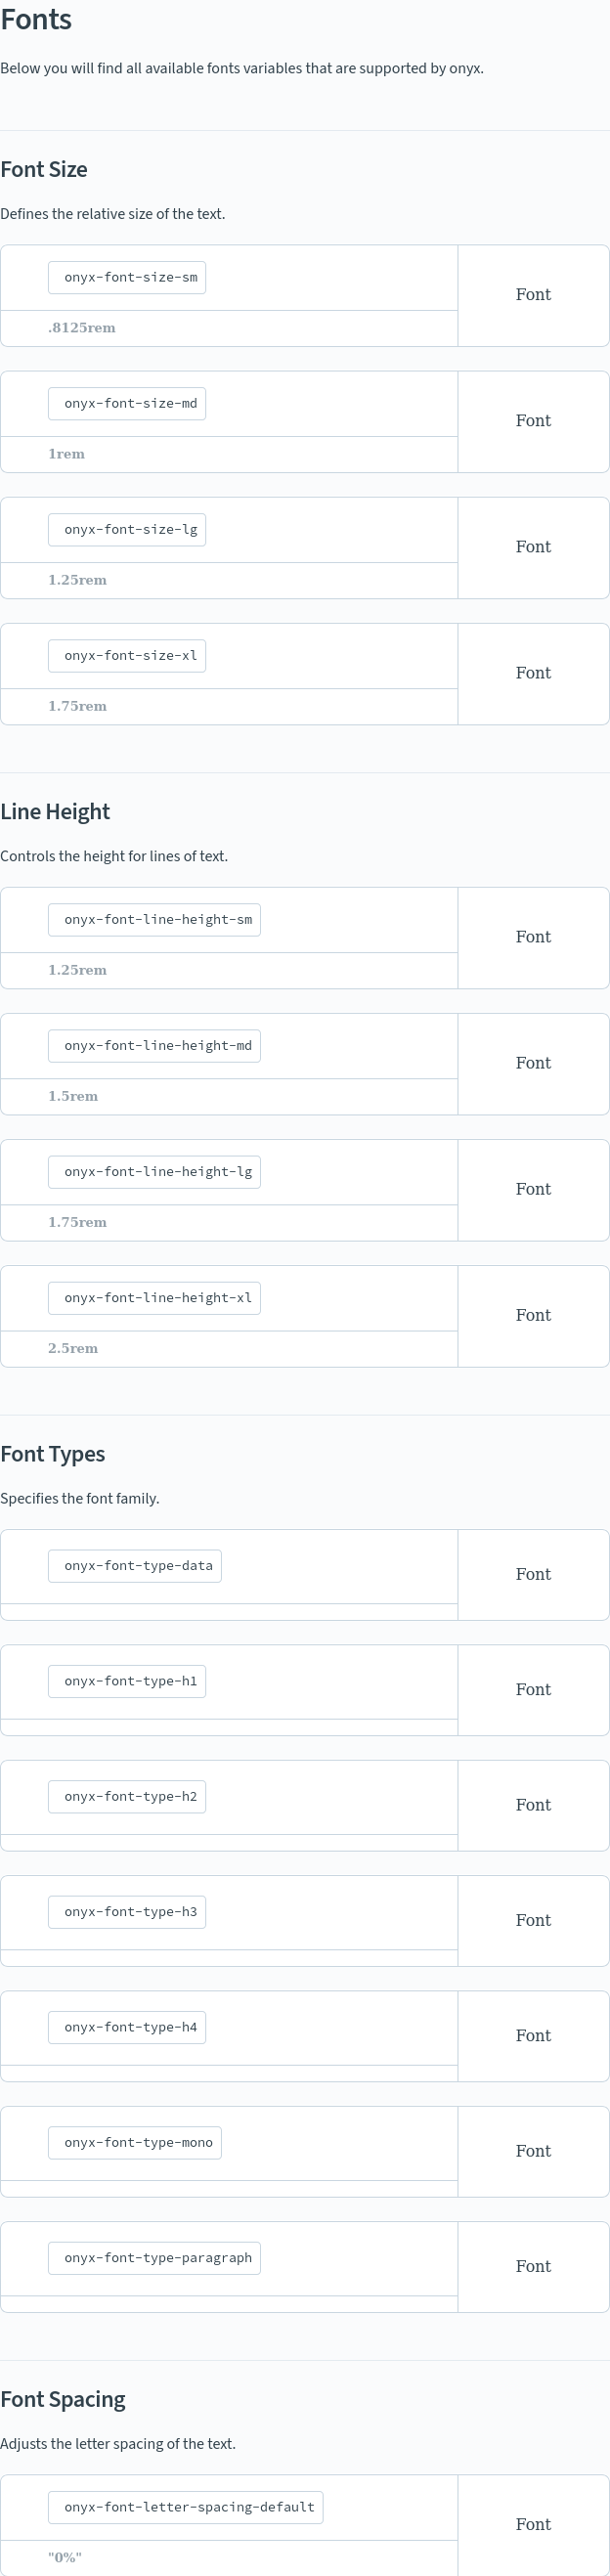 Fonts
Below you will find all available fonts variables that are supported by onyx.
Font Size
Defines the relative size of the text.
onyx-font-size-sm
Font
.8125rem
onyx-font-size-md
Font
1rem
onyx-font-size-lg
Font
1.25rem
onyx-font-size-xl
Font
1.75rem
Line Height
Controls the height for lines of text.
onyx-font-line-height-sm
Font
1.25rem
onyx-font-line-height-md
Font
1.5rem
onyx-font-line-height-lg
Font
1.75rem
onyx-font-line-height-xl
Font
2.5rem
Font Types
Specifies the font family.
onyx-font-type-data
Font
onyx-font-type-h1
Font
onyx-font-type-h2
Font
onyx-font-type-h3
Font
onyx-font-type-h4
Font
onyx-font-type-mono
Font
onyx-font-type-paragraph
Font
Font Spacing
Adjusts the letter spacing of the text.
onyx-font-letter-spacing-default
Font
"0%"